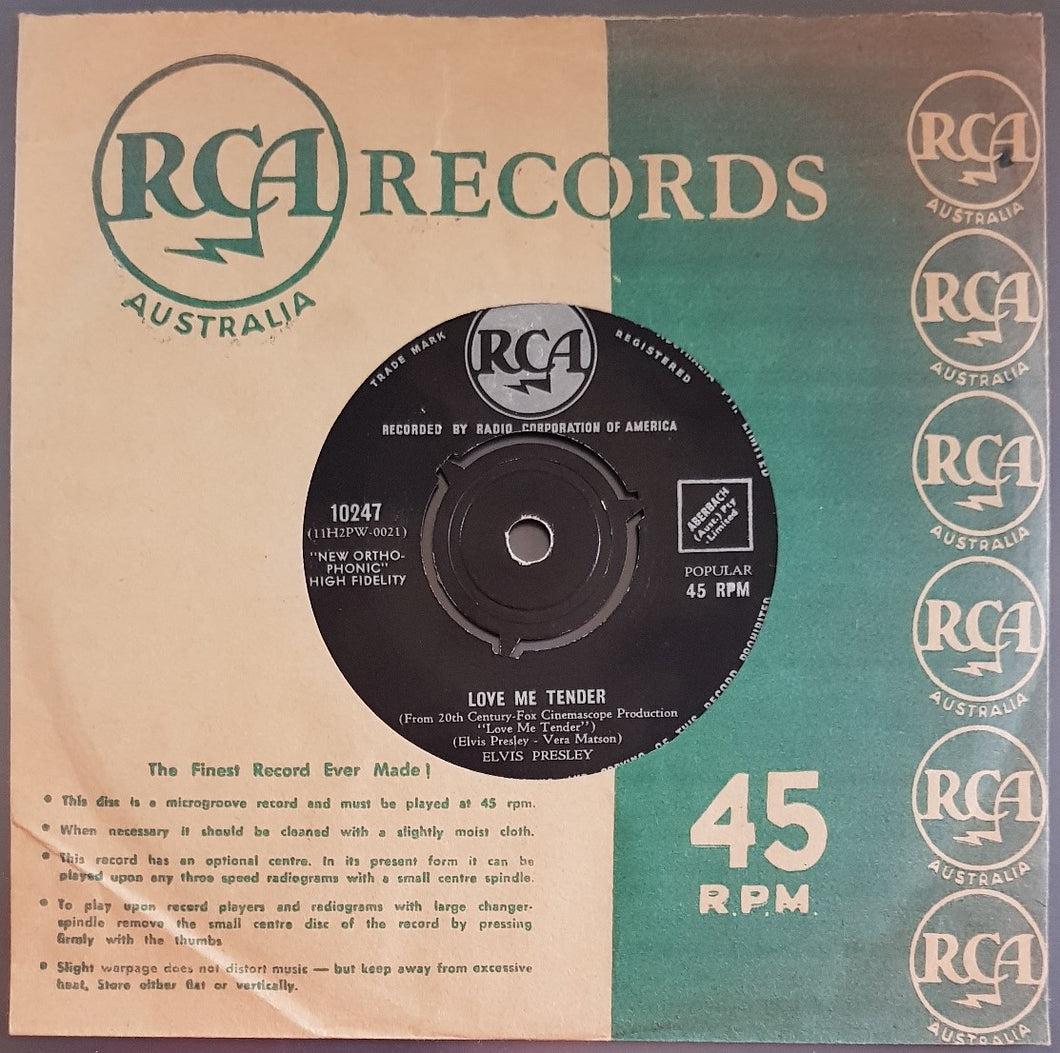 RCA RECORDS
AUSTRALIA
RCA
AUSTRALIA
RCA
AUSTRALIA
RCA
AUSTRALIA
RCA
AUSTRALIA
RCA
AUSTRALIA
RCA
AUSTRALIA
TRADE MARK
RCA
REGISTERED
RECORDED BY RADIO CORPORATION OF AMERICA
LIMITED
10247
(11H2PW-0021)
"NEW ORTHO-
PHONIC"
HIGH FIDELITY
ABERBACH
(Aust.) Pty
.Limited
POPULAR
45 RPM
OF THIS RECORD PROHIBITED
LOVE ME TENDER
(From 20th Century-Fox Cinemascope Production
"Love Me Tender")
(Elvis Presley - Vera Matson)
ELVIS PRESLEY
The Finest Record Ever Made!
• This disc is a microgroove record and must be played at 45 rpm.
• When necessary it should be cleaned with a slightly moist cloth.
• This record has an optional centre. In its present form it can be
played upon any three speed radiograms with a small centre spindle.
• To play upon record players and radiograms with large changer-
spindle remove the small centre disc of the record by pressing
firmly with the thumbs
• Slight warpage does not distort music — but keep away from excessive
heat, Store either flat or vertically.
45
R.P.M.